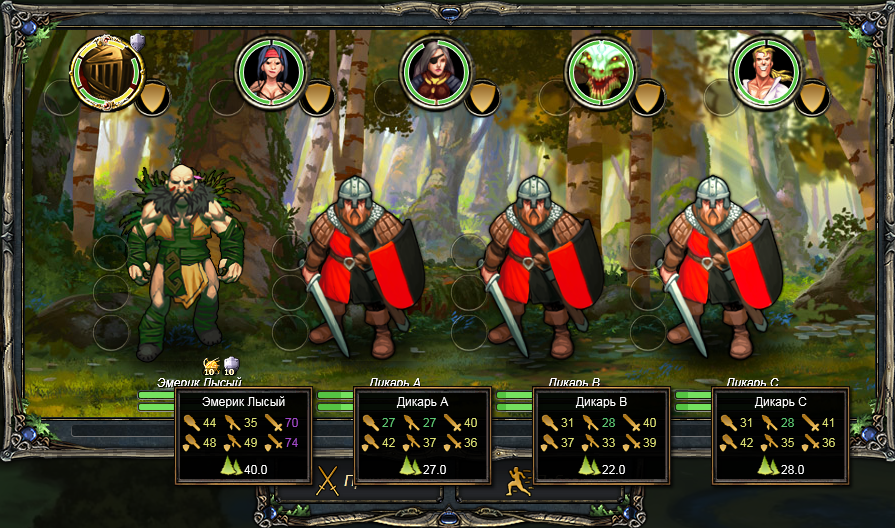 10 10
Эмерик Лысый Дикарь A Дикарь B Дикарь C
Эмерик Лысый Дикарь A Дикарь B Дикарь C
44 35 70 27 27 40 31 28 40 31 28 41
48 49 74 42 37 36 37 33 39 42 35 36
40.0 27.0 22.0 28.0